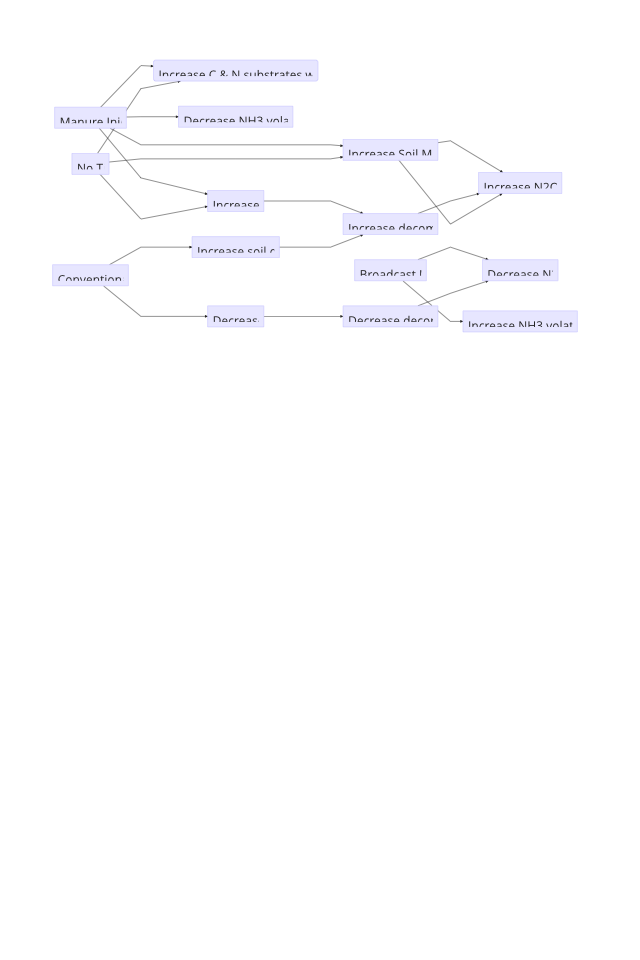 Increase C & N substrates w
Manure Inj
Decrease NH3 vola
Increase Soil M
No T
Increase N2O
Increase
Increase decom
Increase soil c
Convention
Broadcast
Decrease N
Decreas
Decrease decor
Increase NH3 volat